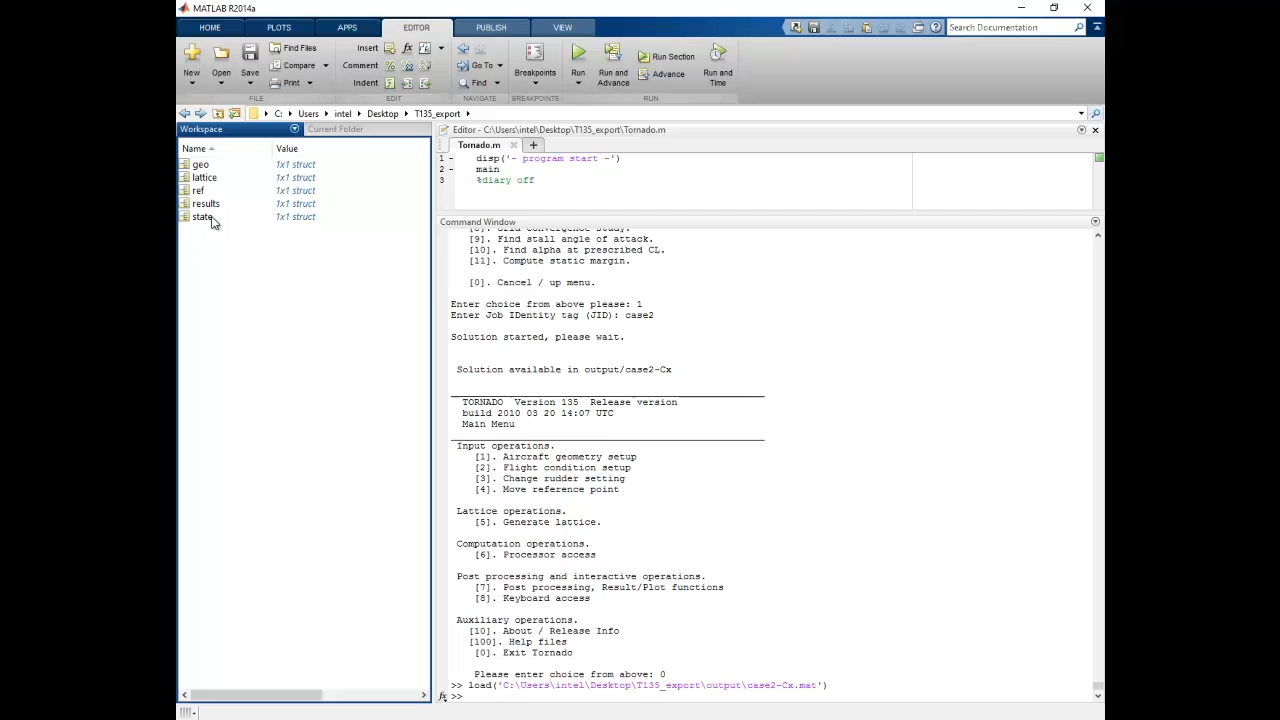 MATLAB R2014a
HOME PLOTS APPS EDITOR PUBLISH VIEW
Search Documentation
New Open Save
Find Files
Compare
Print
Insert
Comment
Indent
Go To
Find
Breakpoints
Run
Run and Advance
Run Section
Advance
Run and Time
FILE EDIT NAVIGATE BREAKPOINTS RUN
C: Users intel Desktop T135_export
Workspace Current Folder
Name Value
geo 1x1 struct
lattice 1x1 struct
ref 1x1 struct
results 1x1 struct
state 1x1 struct
Editor - C:\Users\intel\Desktop\T135_export\Tornado.m
Tornado.m
1 disp('- program start -')
2 main
3 %diary off
Command Window
[9]. Find stall angle of attack.
[10]. Find alpha at prescribed CL.
[11]. Compute static margin.
[0]. Cancel / up menu.
Enter choice from above please: 1
Enter Job IDentity tag (JID): case2
Solution started, please wait.
Solution available in output/case2-Cx
TORNADO Version 135 Release version
build 2010 03 20 14:07 UTC
Main Menu
Input operations.
[1]. Aircraft geometry setup
[2]. Flight condition setup
[3]. Change rudder setting
[4]. Move reference point
Lattice operations.
[5]. Generate lattice.
Computation operations.
[6]. Processor access
Post processing and interactive operations.
[7]. Post processing, Result/Plot functions
[8]. Keyboard access
Auxiliary operations.
[10]. About / Release Info
[100]. Help files
[0]. Exit Tornado
Please enter choice from above: 0
>> load('C:\Users\intel\Desktop\T135_export\output\case2-Cx.mat')
fx >>